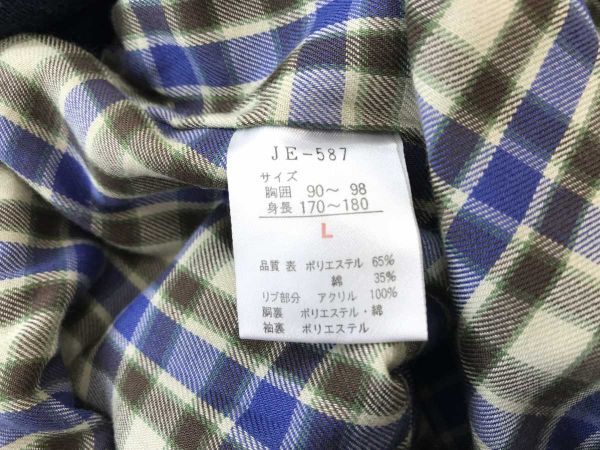 JE-587
サイズ
胸囲 90〜 98
身長 170〜180
L
品質 表 ポリエステル 65%
綿 35%
リブ部分 アクリル 100%
胴裏 ポリエステル・綿
袖裏 ポリエステル